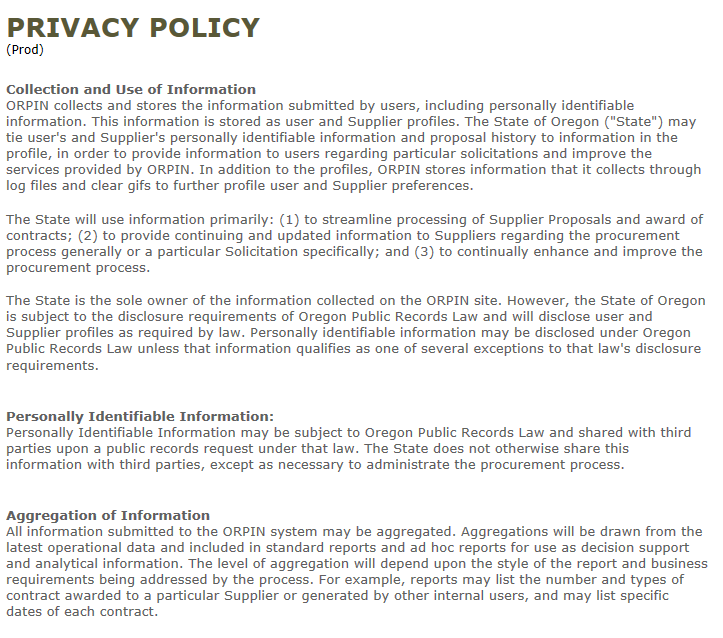 PRIVACY POLICY
(Prod)
Collection and Use of Information
ORPIN collects and stores the information submitted by users, including personally identifiable
information. This information is stored as user and Supplier profiles. The State of Oregon ("State") may
tie user's and Supplier's personally identifiable information and proposal history to information in the
profile, in order to provide information to users regarding particular solicitations and improve the
services provided by ORPIN. In addition to the profiles, ORPIN stores information that it collects through
log files and clear gifs to further profile user and Supplier preferences.
The State will use information primarily: (1) to streamline processing of Supplier Proposals and award of
contracts; (2) to provide continuing and updated information to Suppliers regarding the procurement
process generally or a particular Solicitation specifically; and (3) to continually enhance and improve the
procurement process.
The State is the sole owner of the information collected on the ORPIN site. However, the State of Oregon
is subject to the disclosure requirements of Oregon Public Records Law and will disclose user and
Supplier profiles as required by law. Personally identifiable information may be disclosed under Oregon
Public Records Law unless that information qualifies as one of several exceptions to that law's disclosure
requirements.
Personally Identifiable Information:
Personally Identifiable Information may be subject to Oregon Public Records Law and shared with third
parties upon a public records request under that law. The State does not otherwise share this
information with third parties, except as necessary to administrate the procurement process.
Aggregation of Information
All information submitted to the ORPIN system may be aggregated. Aggregations will be drawn from the
latest operational data and included in standard reports and ad hoc reports for use as decision support
and analytical information. The level of aggregation will depend upon the style of the report and business
requirements being addressed by the process. For example, reports may list the number and types of
contract awarded to a particular Supplier or generated by other internal users, and may list specific
dates of each contract.